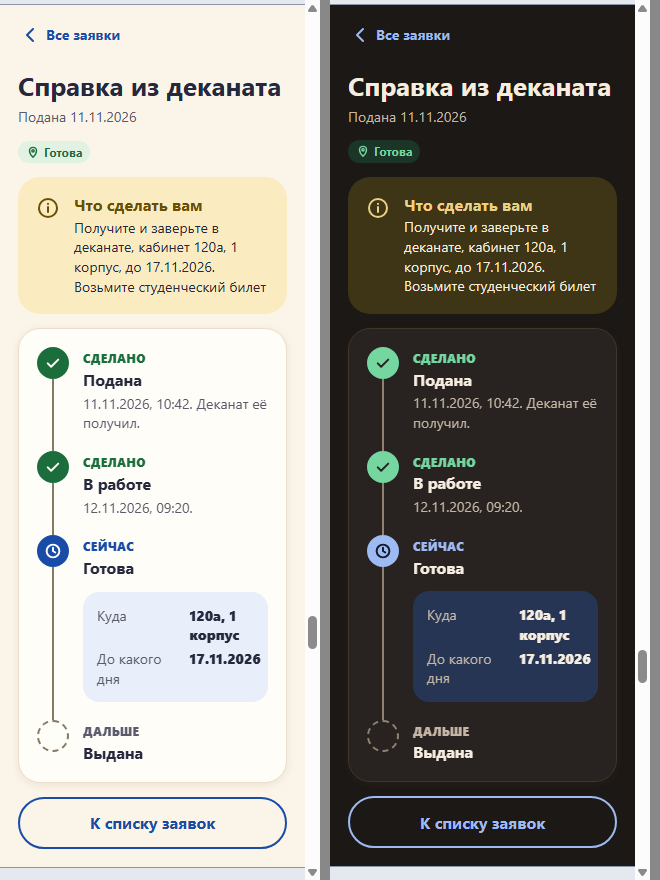 Все заявки
Справка из деканата
Подана 11.11.2026
Готова
Что сделать вам
Получите и заверьте в
деканате, кабинет 120а, 1
корпус, до 17.11.2026.
Возьмите студенческий билет
СДЕЛАНО
Подана
11.11.2026, 10:42. Деканат её
получил.
СДЕЛАНО
В работе
12.11.2026, 09:20.
СЕЙЧАС
Готова
Куда
120а, 1
корпус
До какого
дня
17.11.2026
ДАЛЬШЕ
Выдана
К списку заявок
Все заявки
Справка из деканата
Подана 11.11.2026
Готова
Что сделать вам
Получите и заверьте в
деканате, кабинет 120а, 1
корпус, до 17.11.2026.
Возьмите студенческий билет
СДЕЛАНО
Подана
11.11.2026, 10:42. Деканат её
получил.
СДЕЛАНО
В работе
12.11.2026, 09:20.
СЕЙЧАС
Готова
Куда
120а, 1
корпус
До какого
дня
17.11.2026
ДАЛЬШЕ
Выдана
К списку заявок